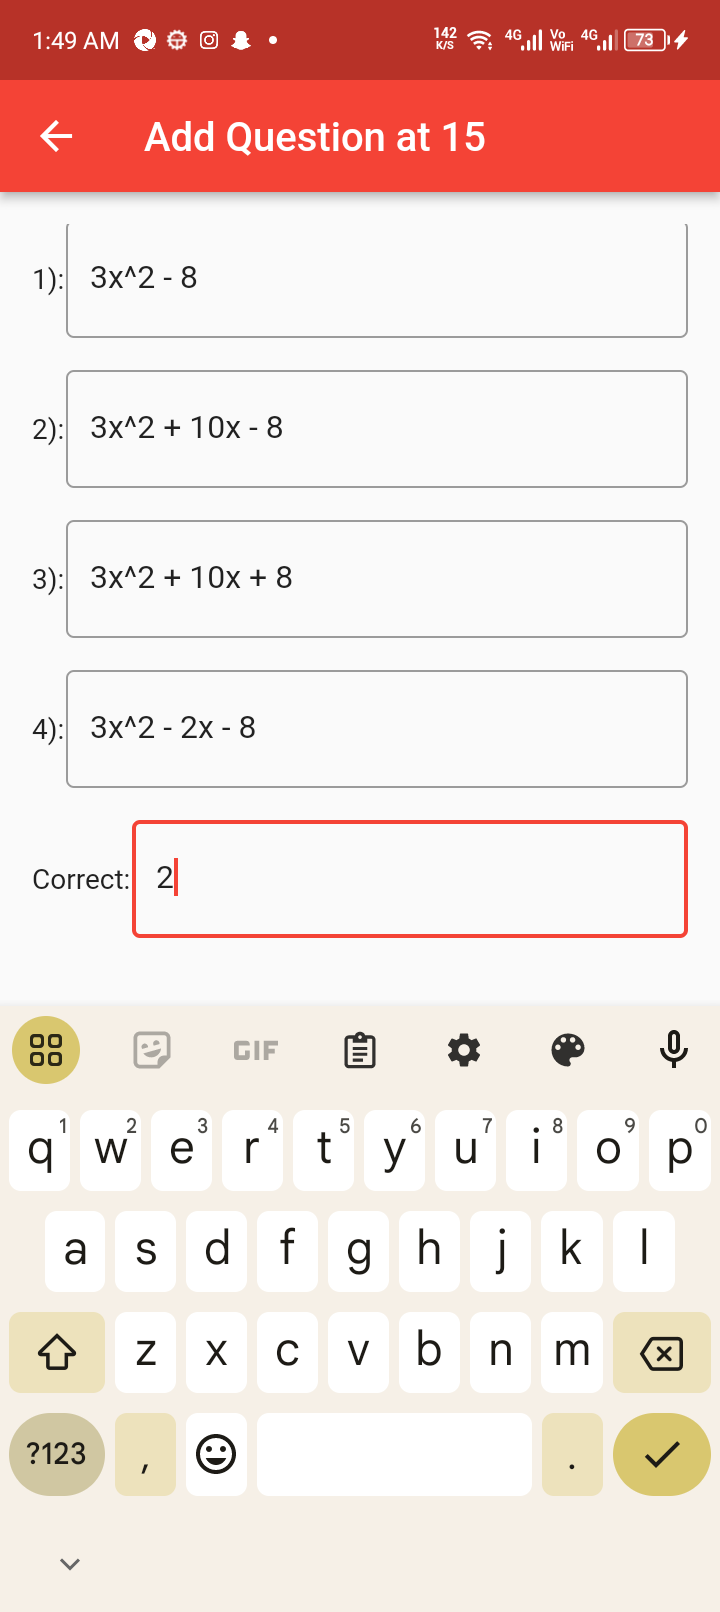 1:49 AM 142 K/S 4G Vo WiFi 4G 73
Add Question at 15
1): 3x^2 - 8
2): 3x^2 + 10x - 8
3): 3x^2 + 10x + 8
4): 3x^2 - 2x - 8
Correct: 2
GIF
q1 w2 e3 r4 t5 y6 u7 i8 o9 p0
a s d f g h j k l
z x c v b n m
?123 , .